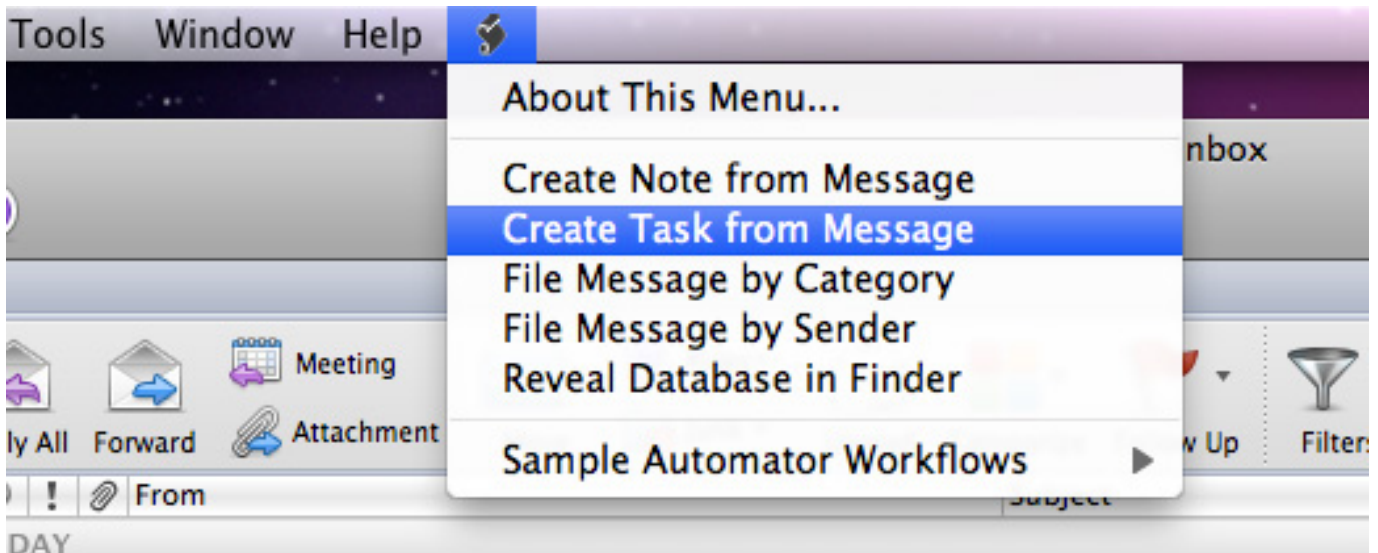 Tools Window Help
About This Menu...
nbox
Create Note from Message
Create Task from Message
File Message by Category
File Message by Sender
Reveal Database in Finder
Meeting
ly All Forward Attachment
w Up Filter
Sample Automator Workflows
! From Subject
DAY